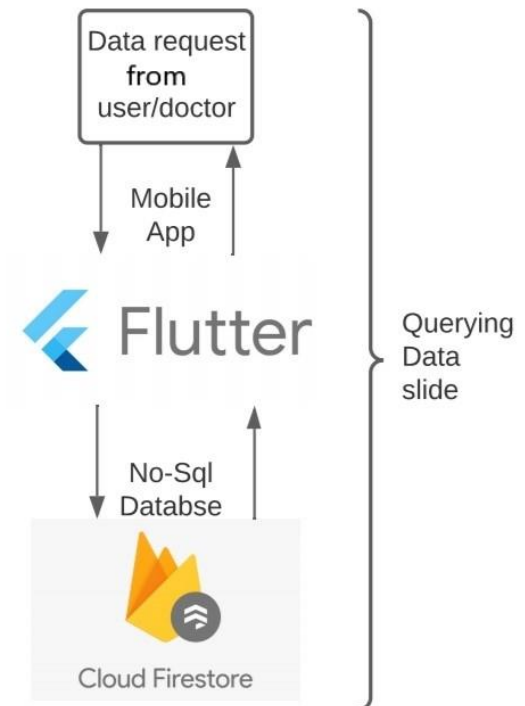 Data request
from
user/doctor
Mobile
App
Flutter
Querying
Data
slide
No-Sql
Databse
Cloud Firestore